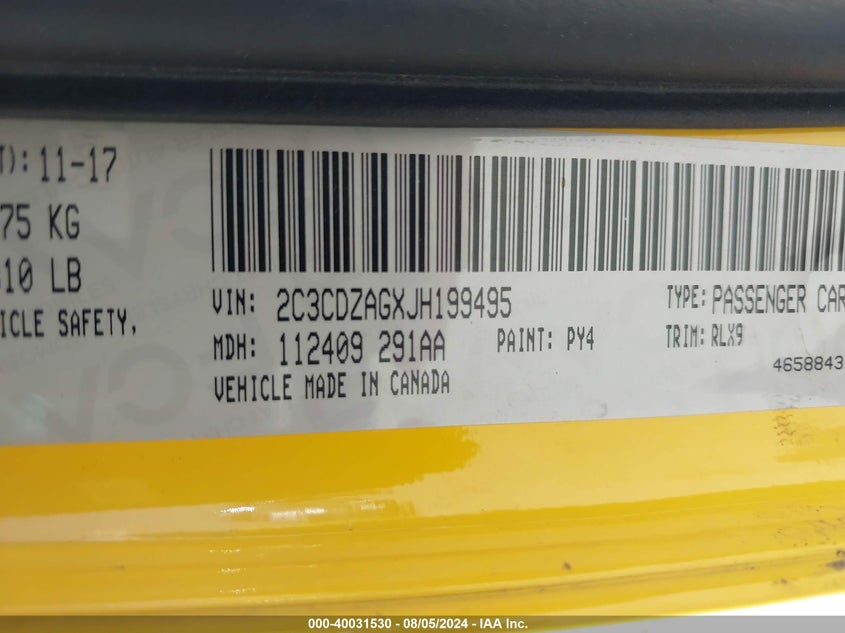 T): 11-17
75 KG
10 LB
ICLE SAFETY,
VIN: 2C3CDZAGXJH199495
TYPE: PASSENGER CAR
MDH: 112409 291AA
PAINT: PY4
TRIM: RLX9
VEHICLE MADE IN CANADA
4658843
000-40031530 - 08/05/2024 - IAA Inc.